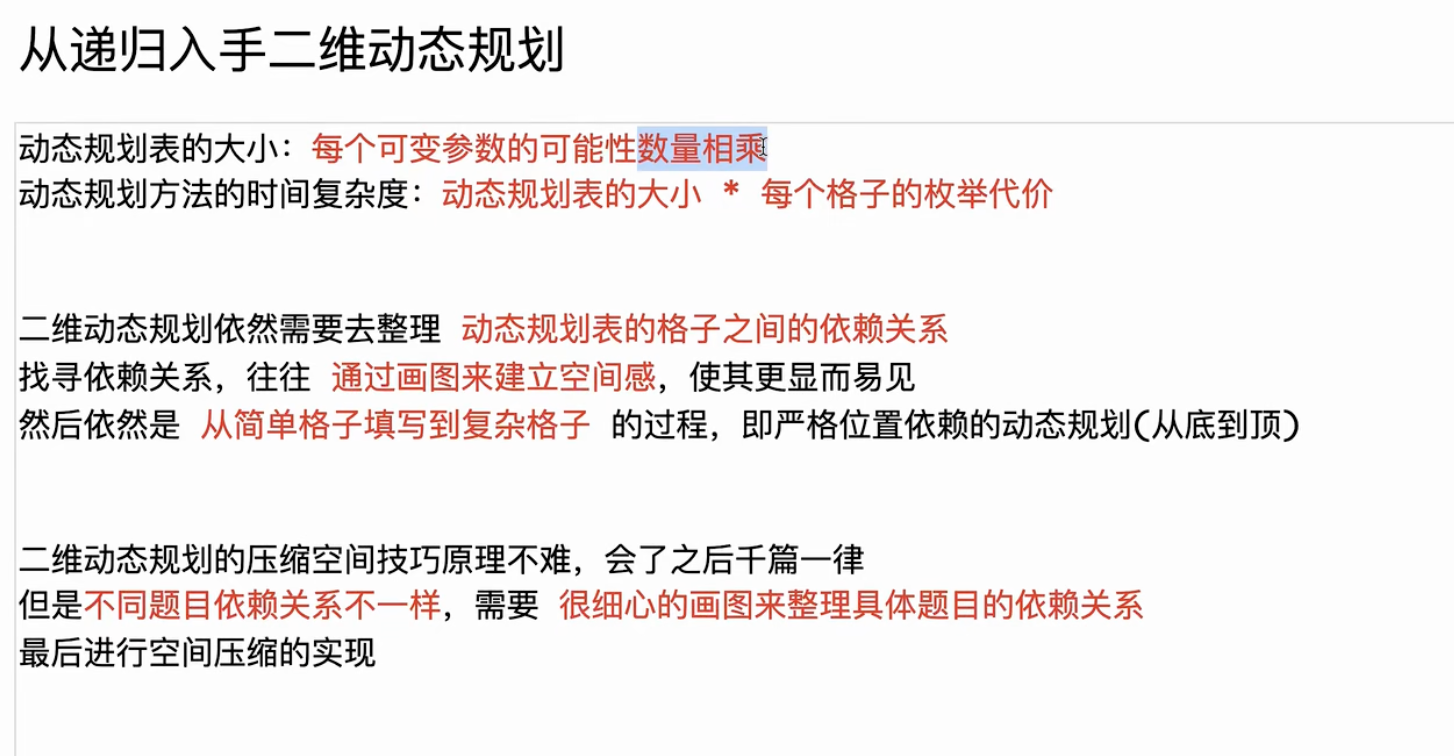 从递归入手二维动态规划
动态规划表的大小：每个可变参数的可能性数量相乘
动态规划方法的时间复杂度：动态规划表的大小 * 每个格子的枚举代价
二维动态规划依然需要去整理 动态规划表的格子之间的依赖关系
找寻依赖关系，往往 通过画图来建立空间感，使其更显而易见
然后依然是 从简单格子填写到复杂格子 的过程，即严格位置依赖的动态规划(从底到顶)
二维动态规划的压缩空间技巧原理不难，会了之后千篇一律
但是不同题目依赖关系不一样，需要 很细心的画图来整理具体题目的依赖关系
最后进行空间压缩的实现